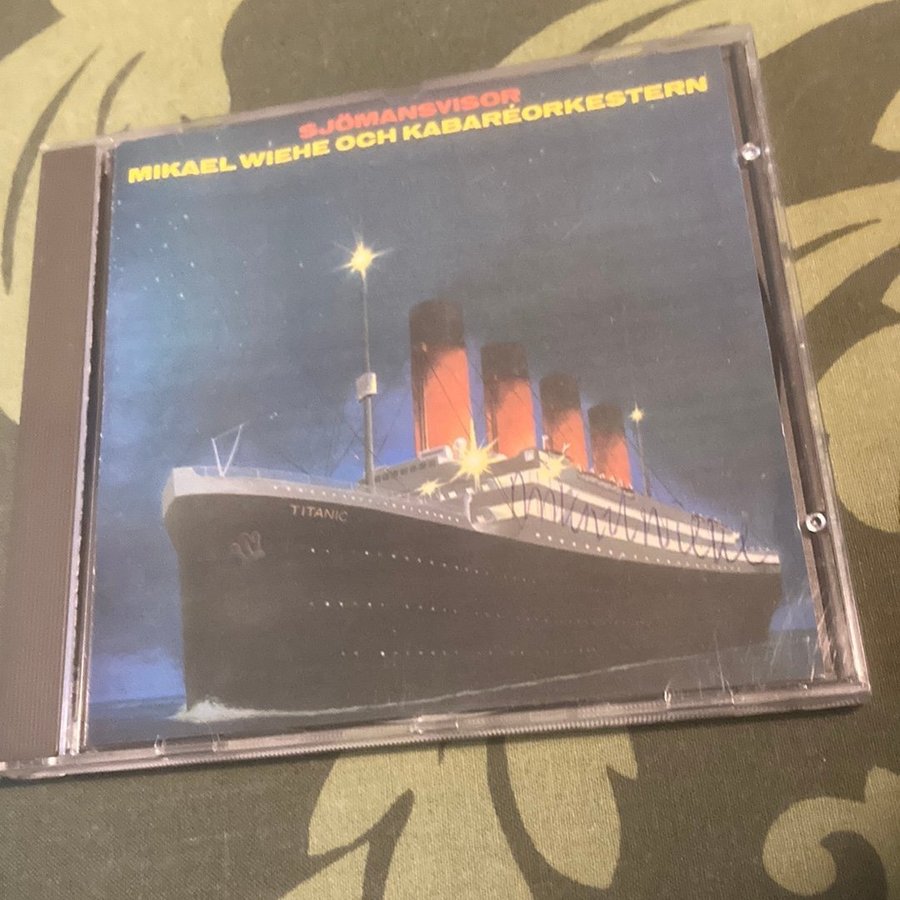 SJÖMANSVISOR
MIKAEL WIEHE OCH KABARÉORKESTERN
TITANIC